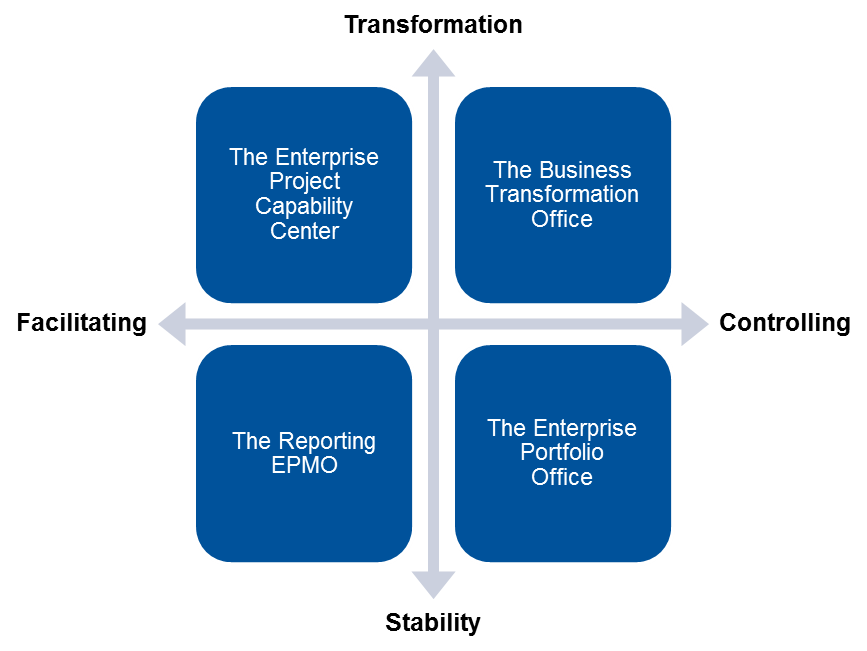 Transformation
The Enterprise
Project
Capability
Center
The Business
Transformation
Office
Facilitating
Controlling
The Reporting
EPMO
The Enterprise
Portfolio
Office
Stability